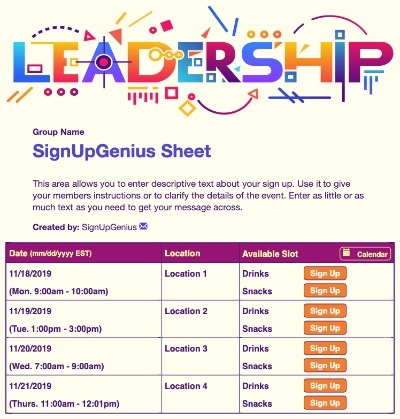 LEADERSHIP
Group Name
SignUpGenius Sheet
This area allows you to enter descriptive text about your sign up. Use it to give
your members instructions or to clarify the details of the event. Enter as little or as
much text as you need to get your message across.
Created by: SignUpGenius
Date (mm/dd/yyyy EST) Location Available Slot Calendar
11/18/2019 Location 1 Drinks Sign Up
(Mon. 9:00am - 10:00am) Snacks Sign Up
11/19/2019 Location 2 Drinks Sign Up
(Tue. 1:00pm - 3:00pm) Snacks Sign Up
11/20/2019 Location 3 Drinks Sign Up
(Wed. 7:00am - 9:00am) Snacks Sign Up
11/21/2019 Location 4 Drinks Sign Up
(Thurs. 11:00am - 12:01pm) Snacks Sign Up